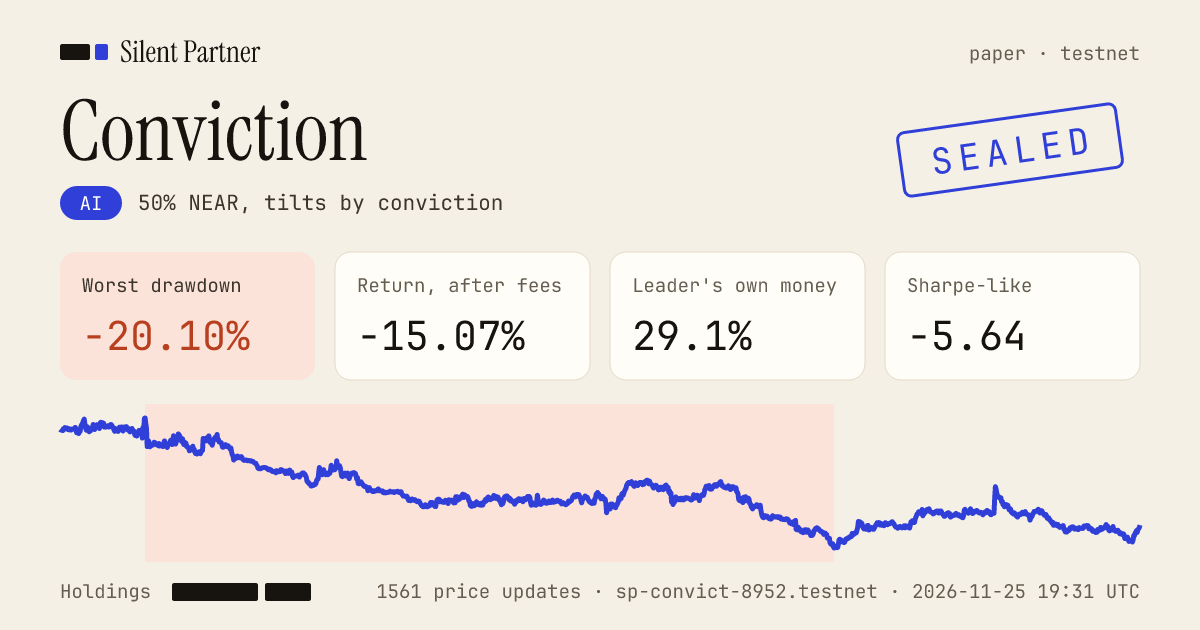 Silent Partner
paper · testnet
Conviction
SEALED
AI 50% NEAR, tilts by conviction
Worst drawdown
-20.10%
Return, after fees
-15.07%
Leader's own money
29.1%
Sharpe-like
-5.64
Holdings
1561 price updates · sp-convict-8952.testnet · 2026-11-25 19:31 UTC